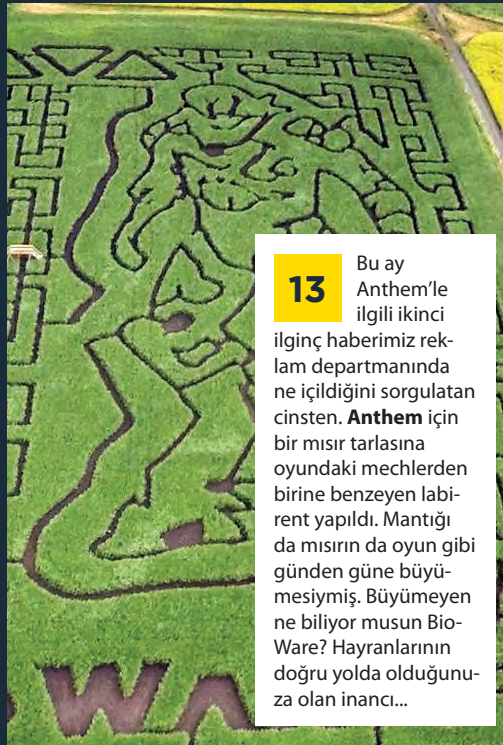 13
Bu ay
Anthem’le
ilgili ikinci
ilginç haberimiz rek-
lam departmanında
ne içildiğini sorgulatan
cinsten. Anthem için
bir mısır tarlasına
oyundaki mechlerden
birine benzeyen labi-
rent yapıldı. Mantığı
da mısırın da oyun gibi
günden güne büyü-
mesiymiş. Büyümeyen
ne biliyor musun Bio-
Ware? Hayranlarının
doğru yolda olduğunu-
za olan inancı...
WA